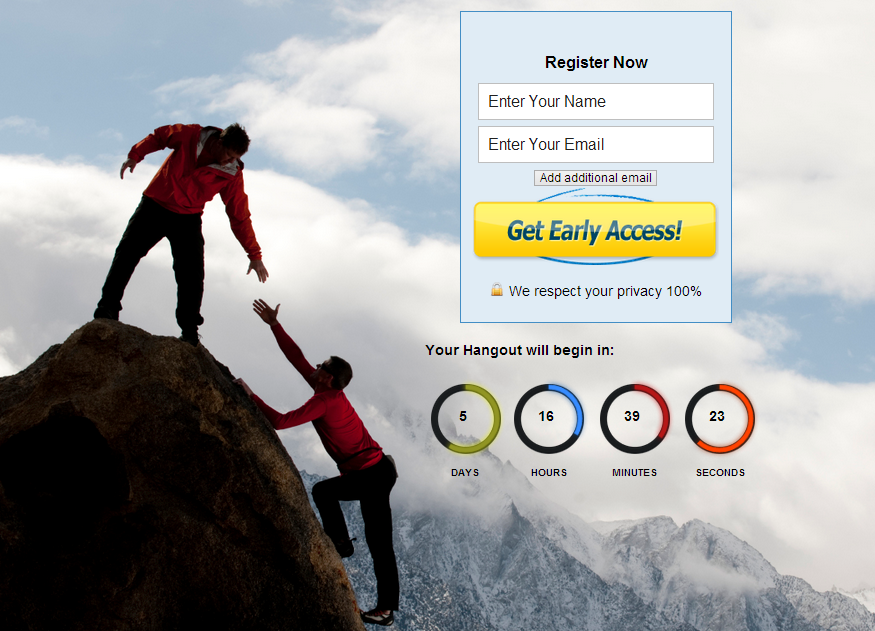 Register Now
Enter Your Name
Enter Your Email
Add additional email
Get Early Access!
We respect your privacy 100%
Your Hangout will begin in:
5 16 39 23
DAYS HOURS MINUTES SECONDS